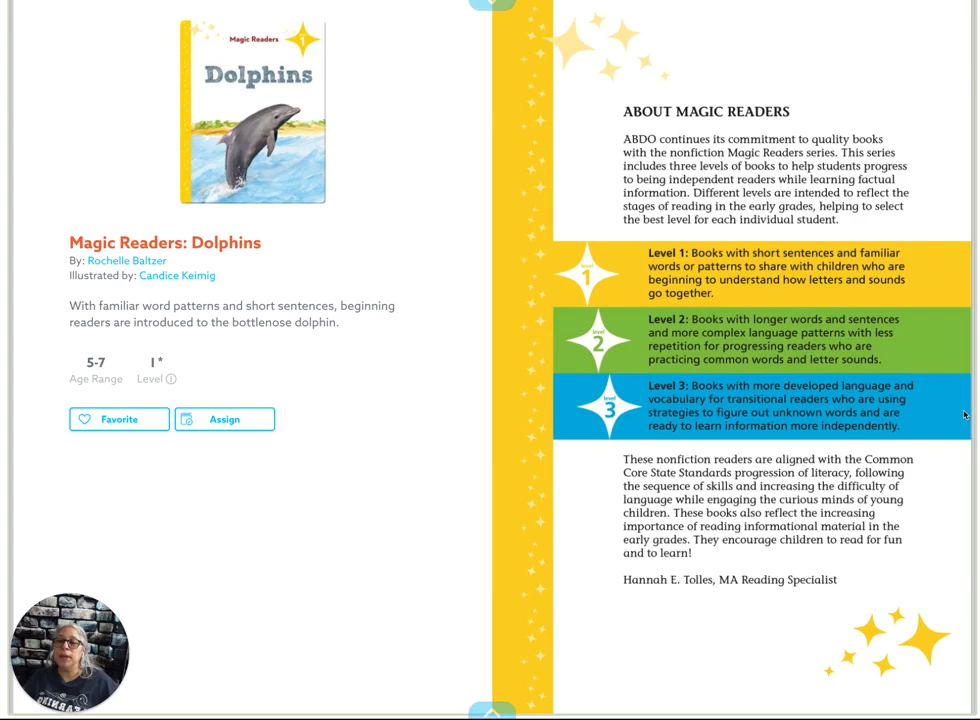 Magic Readers
1
Dolphins
Magic Readers: Dolphins
By: Rochelle Baltzer
Illustrated by: Candice Keimig
With familiar word patterns and short sentences, beginning
readers are introduced to the bottlenose dolphin.
5-7
Age Range
I *
Level
Favorite
Assign
ABOUT MAGIC READERS
ABDO continues its commitment to quality books
with the nonfiction Magic Readers series. This series
includes three levels of books to help students progress
to being independent readers while learning factual
information. Different levels are intended to reflect the
stages of reading in the early grades, helping to select
the best level for each individual student.
level
1
Level 1: Books with short sentences and familiar
words or patterns to share with children who are
beginning to understand how letters and sounds
go together.
level
2
Level 2: Books with longer words and sentences
and more complex language patterns with less
repetition for progressing readers who are
practicing common words and letter sounds.
level
3
Level 3: Books with more developed language and
vocabulary for transitional readers who are using
strategies to figure out unknown words and are
ready to learn information more independently.
These nonfiction readers are aligned with the Common
Core State Standards progression of literacy, following
the sequence of skills and increasing the difficulty of
language while engaging the curious minds of young
children. These books also reflect the increasing
importance of reading informational material in the
early grades. They encourage children to read for fun
and to learn!
Hannah E. Tolles, MA Reading Specialist